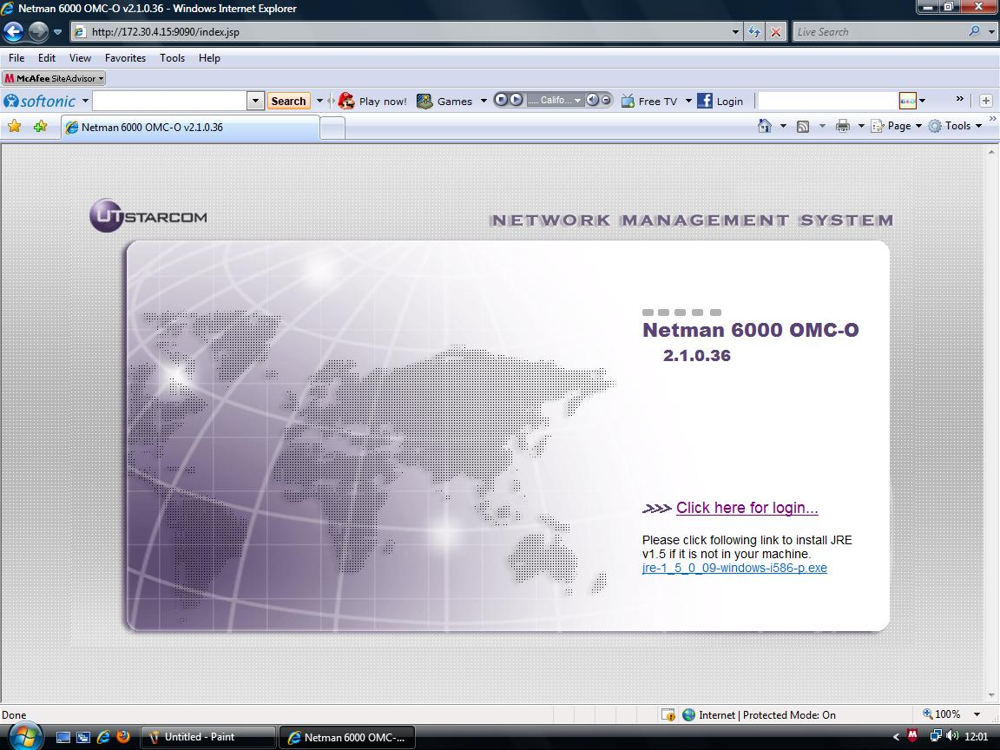 Netman 6000 OMC-O v2.1.0.36 - Windows Internet Explorer
http://172.30.4.15:9090/index.jsp
Live Search
File Edit View Favorites Tools Help
McAfee SiteAdvisor
softonic Search Play now! Games ..... Califo... Free TV Login
Netman 6000 OMC-O v2.1.0.36
Page Tools
UTSTARCOM
NETWORK MANAGEMENT SYSTEM
Netman 6000 OMC-O
2.1.0.36
>>> Click here for login...
Please click following link to install JRE
v1.5 if it is not in your machine.
jre-1_5_0_09-windows-i586-p.exe
Done
Internet | Protected Mode: On
100%
Untitled - Paint
Netman 6000 OMC-...
12:01